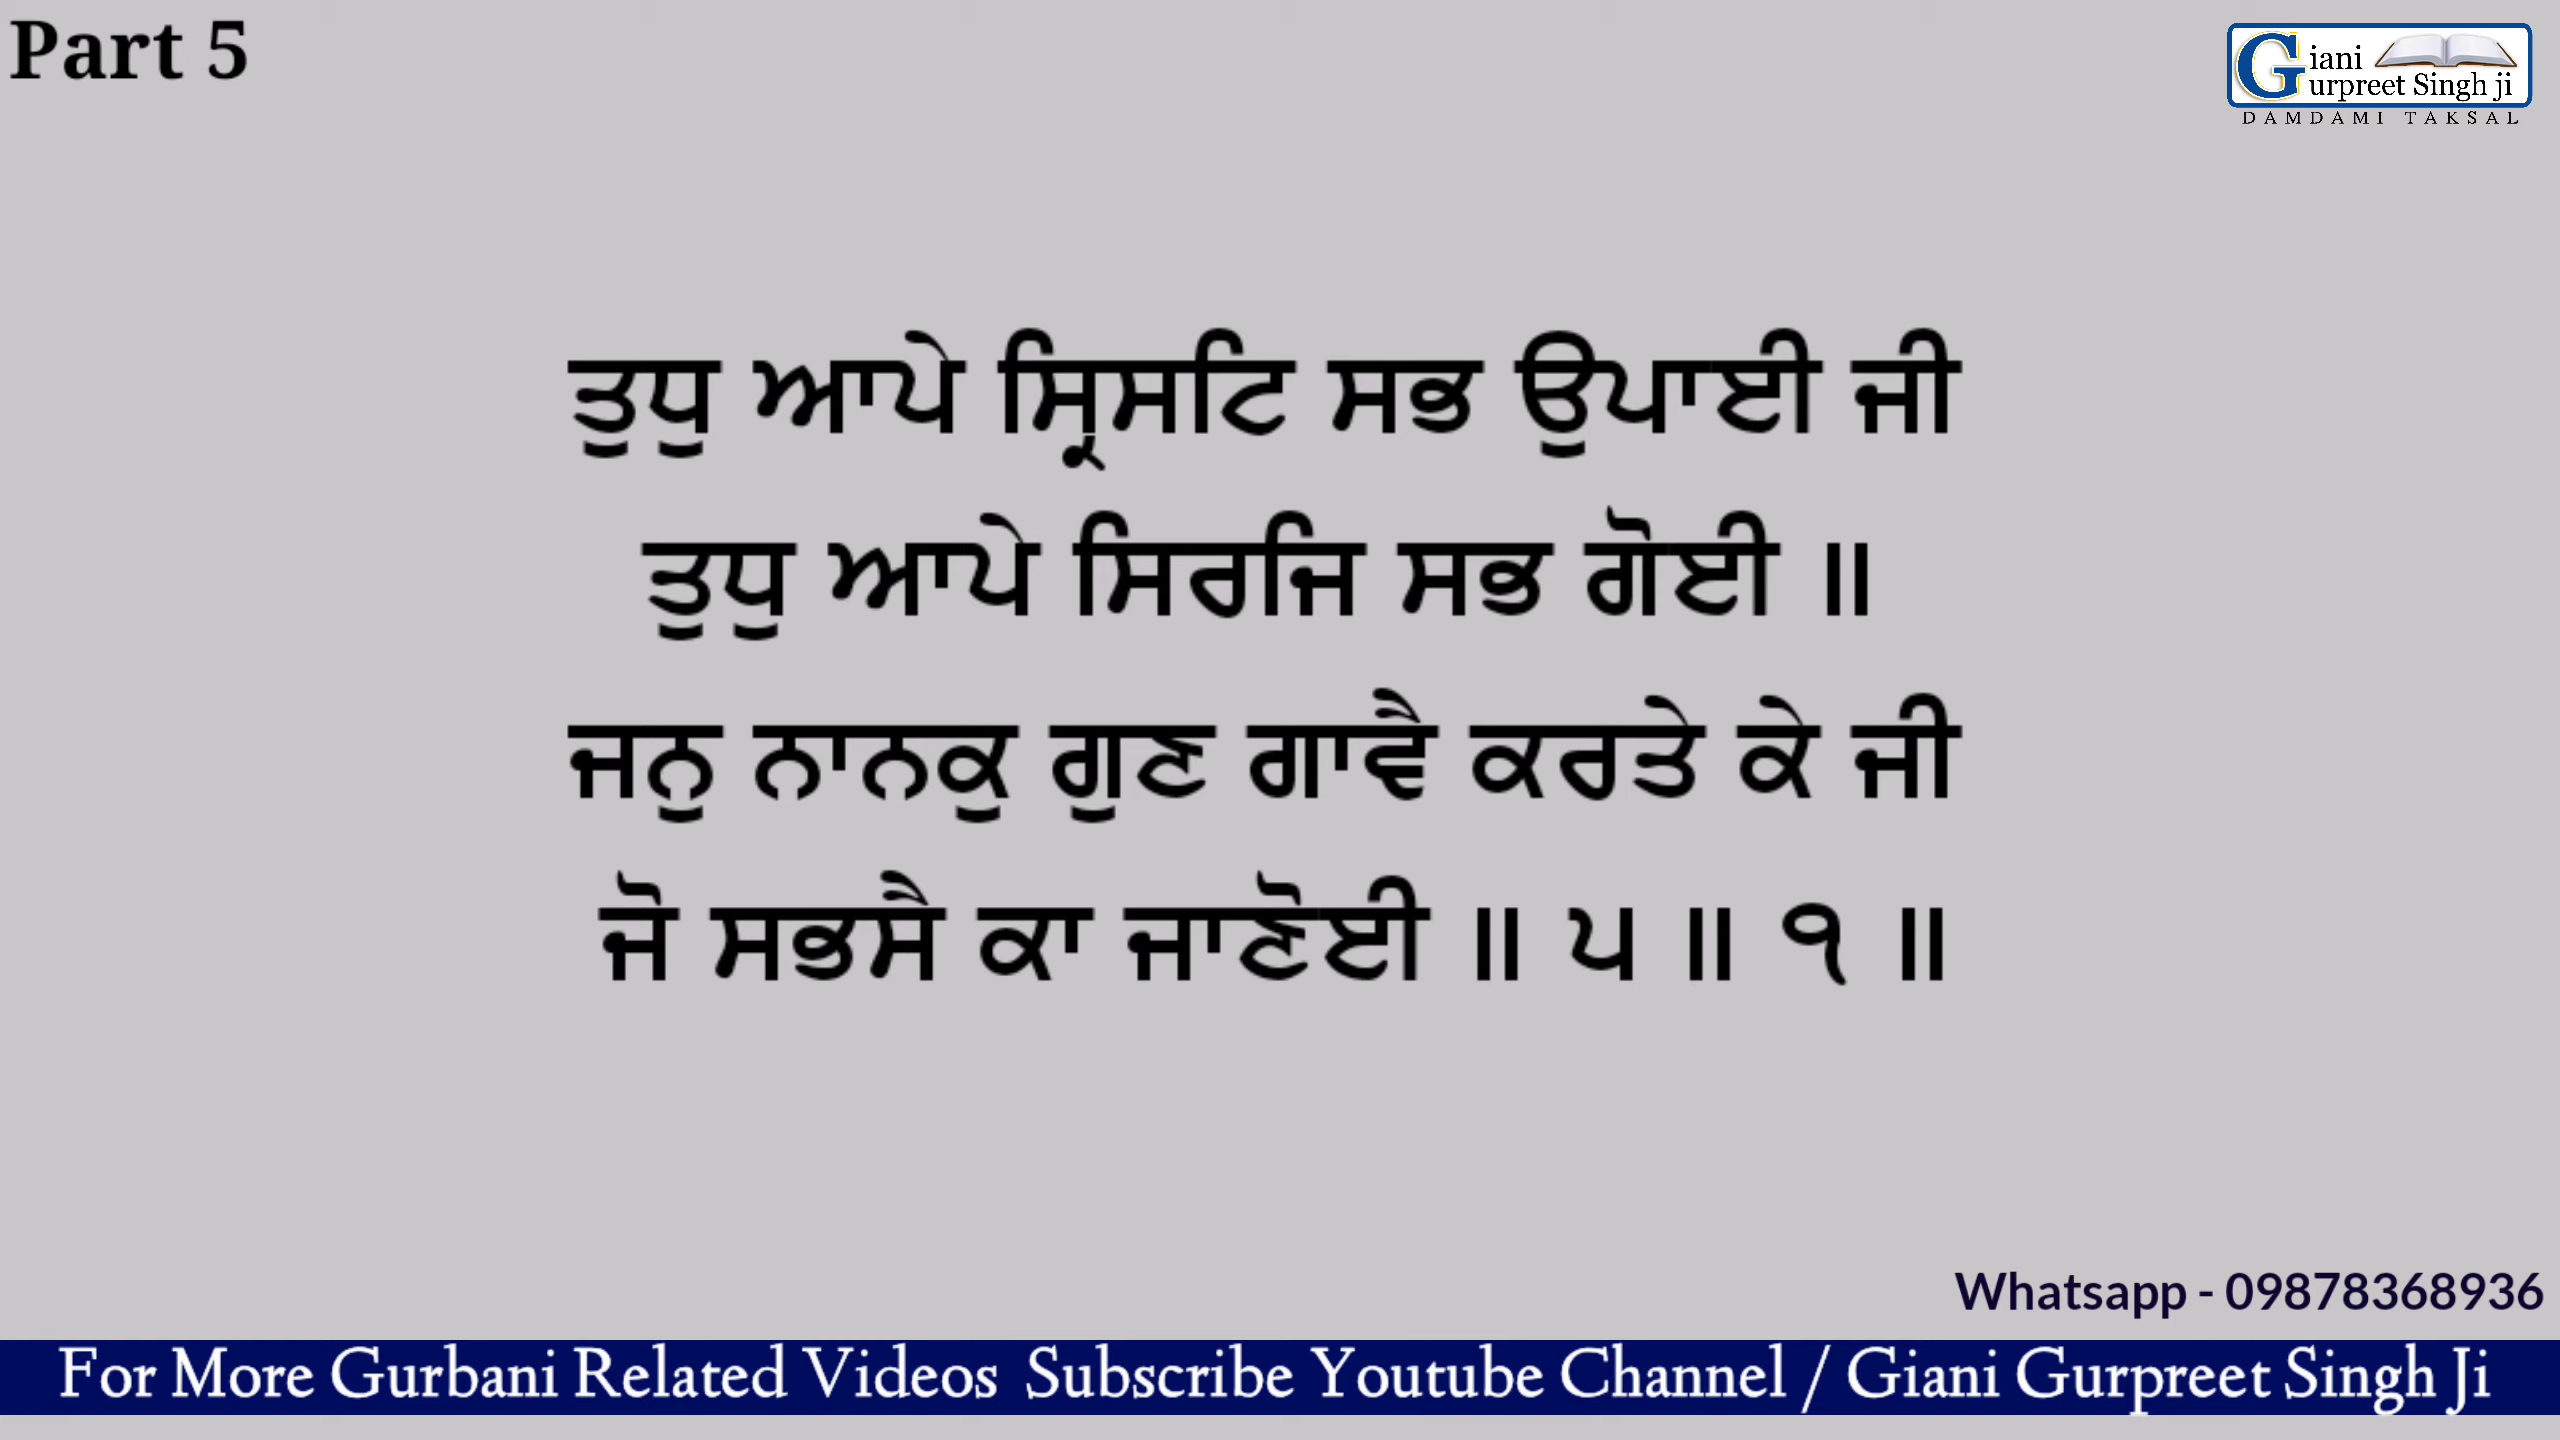 Part 5
Giani
Gurpreet Singh ji
DAMDAMI TAKSAL
ਤੁਧੁ ਆਪੇ ਸ੍ਰਿਸਟਿ ਸਭ ਉਪਾਈ ਜੀ
ਤੁਧੁ ਆਪੇ ਸਿਰਜਿ ਸਭ ਗੋਈ ॥
ਜਨੁ ਨਾਨਕੁ ਗੁਣ ਗਾਵੈ ਕਰਤੇ ਕੇ ਜੀ
ਜੋ ਸਭਸੈ ਕਾ ਜਾਣੋਈ ॥ ੫ ॥ ੧ ॥
Whatsapp - 09878368936
For More Gurbani Related Videos Subscribe Youtube Channel / Giani Gurpreet Singh Ji